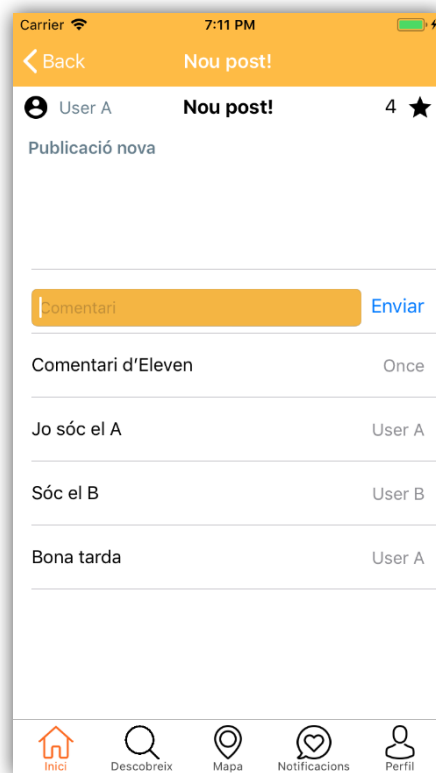 Carrier 7:11 PM
Back Nou post!
User A Nou post! 4
Publicació nova
Comentari Enviar
Comentari d'Eleven Once
Jo sóc el A User A
Sóc el B User B
Bona tarda User A
Inici Descobreix Mapa Notificacions Perfil